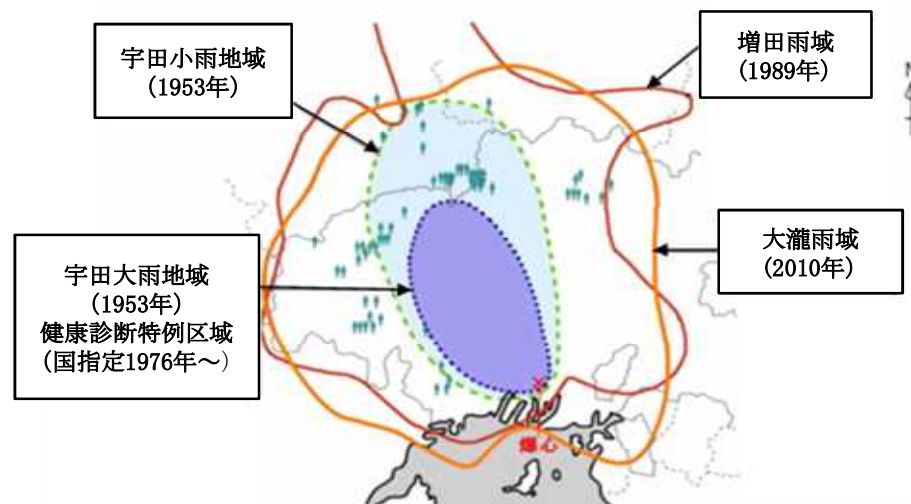 宇田小雨地域
(1953年)
増田雨域
(1989年)
大瀧雨域
(2010年)
宇田大雨地域
(1953年)
健康診断特例区域
(国指定1976年～)
爆心